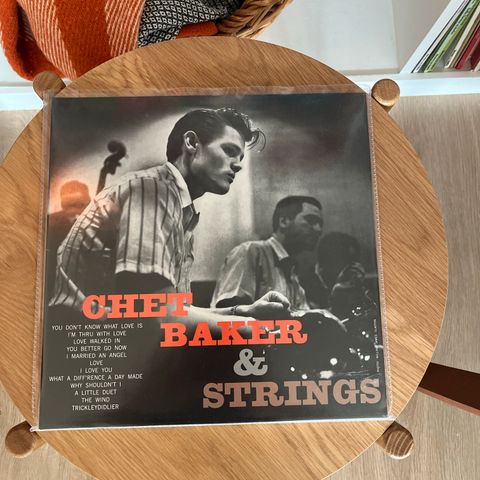 CHET
BAKER
&
STRINGS
YOU DON'T KNOW WHAT LOVE IS
I'M THRU WITH LOVE
LOVE WALKED IN
YOU BETTER GO NOW
I MARRIED AN ANGEL
LOVE
I LOVE YOU
WHAT A DIFF'RENCE A DAY MADE
WHY SHOULDN'T I
A LITTLE DUET
THE WIND
TRICKLEYDIDLIER